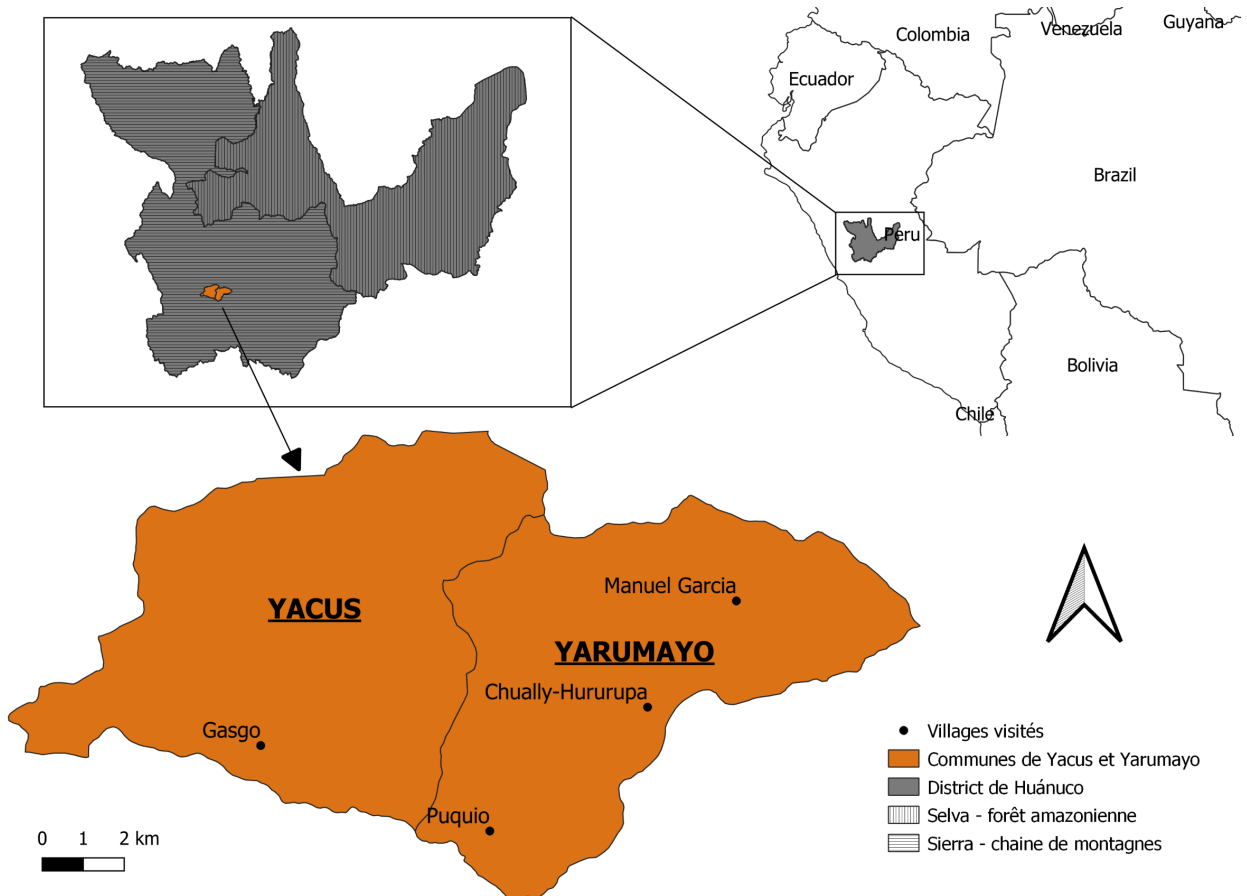 Colombia
Venezuela
Guyana
Ecuador
Brazil
Peru
Bolivia
Chile
YACUS
Manuel Garcia
YARUMAYO
Chually-Hururupa
Gasgo
Puquio
Villages visités
Communes de Yacus et Yarumayo
District de Huánuco
Selva - forêt amazonienne
Sierra - chaine de montagnes
0 1 2 km